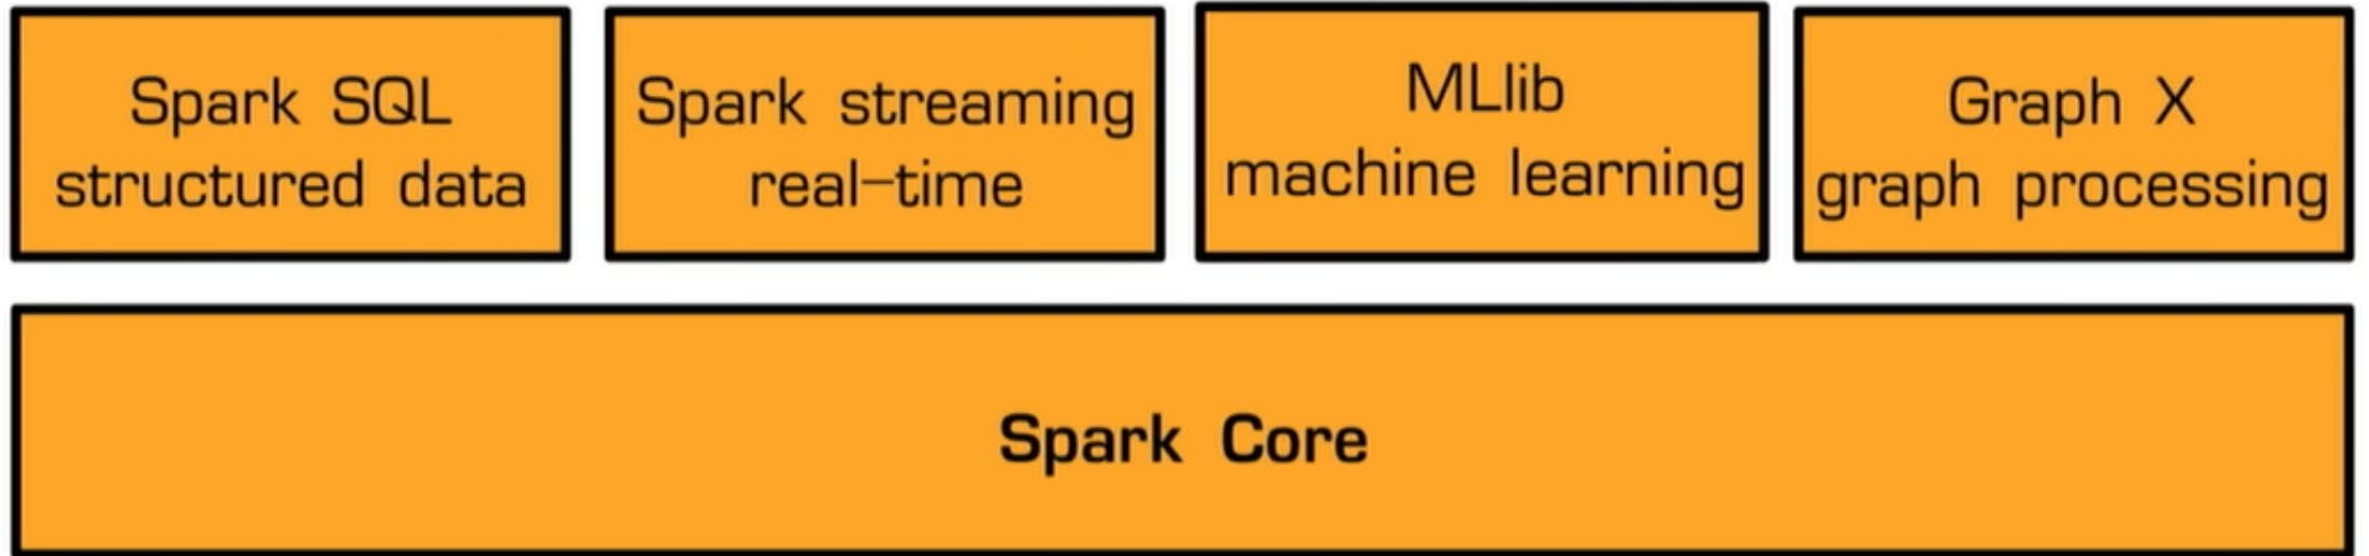 Spark SQL
structured data
Spark streaming
real-time
MLlib
machine learning
Graph X
graph processing
Spark Core